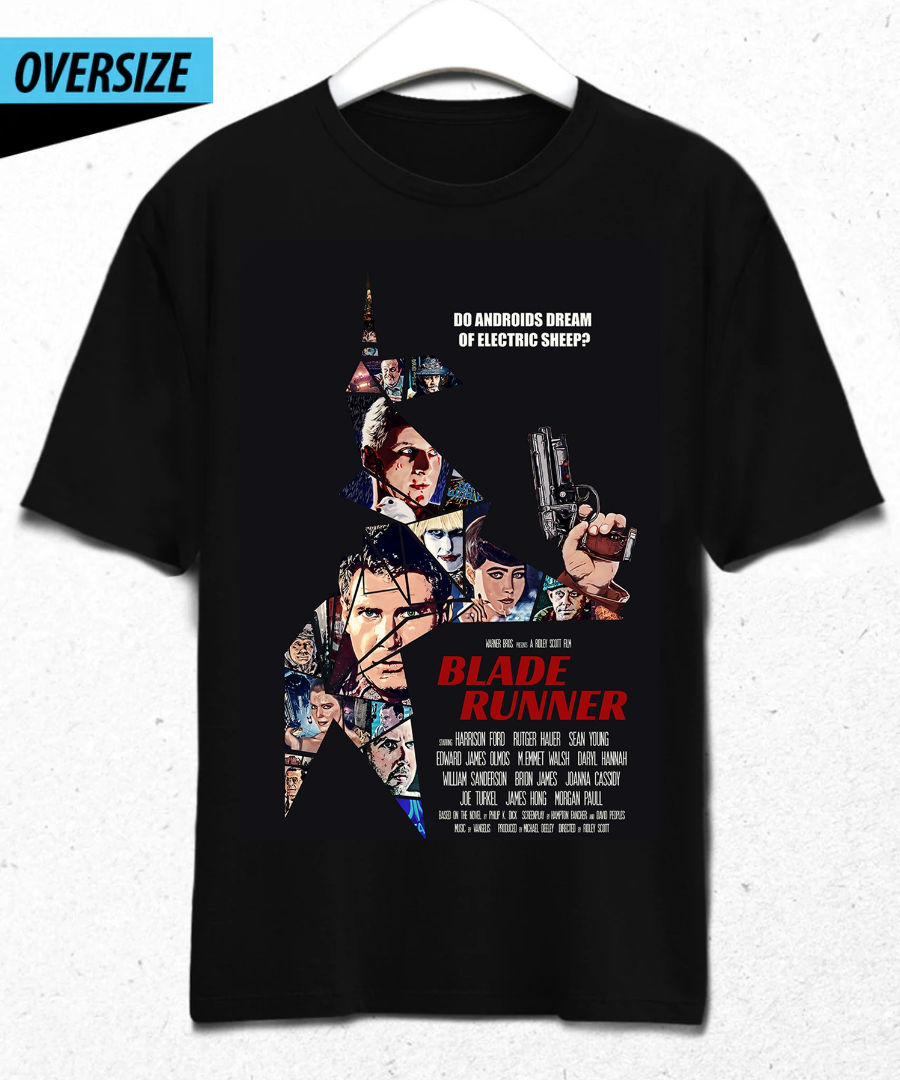 OVERSIZE
DO ANDROIDS DREAM
OF ELECTRIC SHEEP?
WARNER BROS. PRESENTS A RIDLEY SCOTT FILM
BLADE
RUNNER
STARRING HARRISON FORD RUTGER HAUER SEAN YOUNG
EDWARD JAMES OLMOS M.EMMET WALSH DARYL HANNAH
WILLIAM SANDERSON BRION JAMES JOANNA CASSIDY
JOE TURKEL JAMES HONG MORGAN PAULL
BASED ON THE NOVEL BY PHILIP K. DICK SCREENPLAY BY HAMPTON FANCHER AND DAVID PEOPLES
MUSIC BY VANGELIS PRODUCED BY MICHAEL DEELEY DIRECTED BY RIDLEY SCOTT